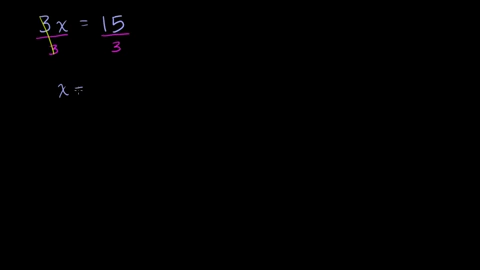 3x = 15
3 3
x =